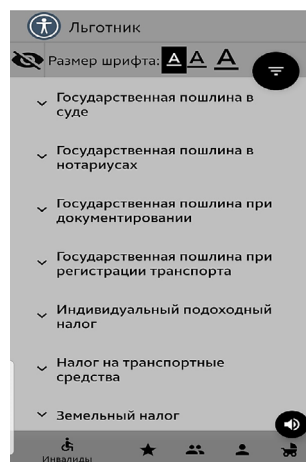 Льготник
Размер шрифта: А А А
Государственная пошлина в
суде
Государственная пошлина в
нотариусах
Государственная пошлина при
документировании
Государственная пошлина при
регистрации транспорта
Индивидуальный подоходный
налог
Налог на транспортные
средства
Земельный налог
Инвалиды